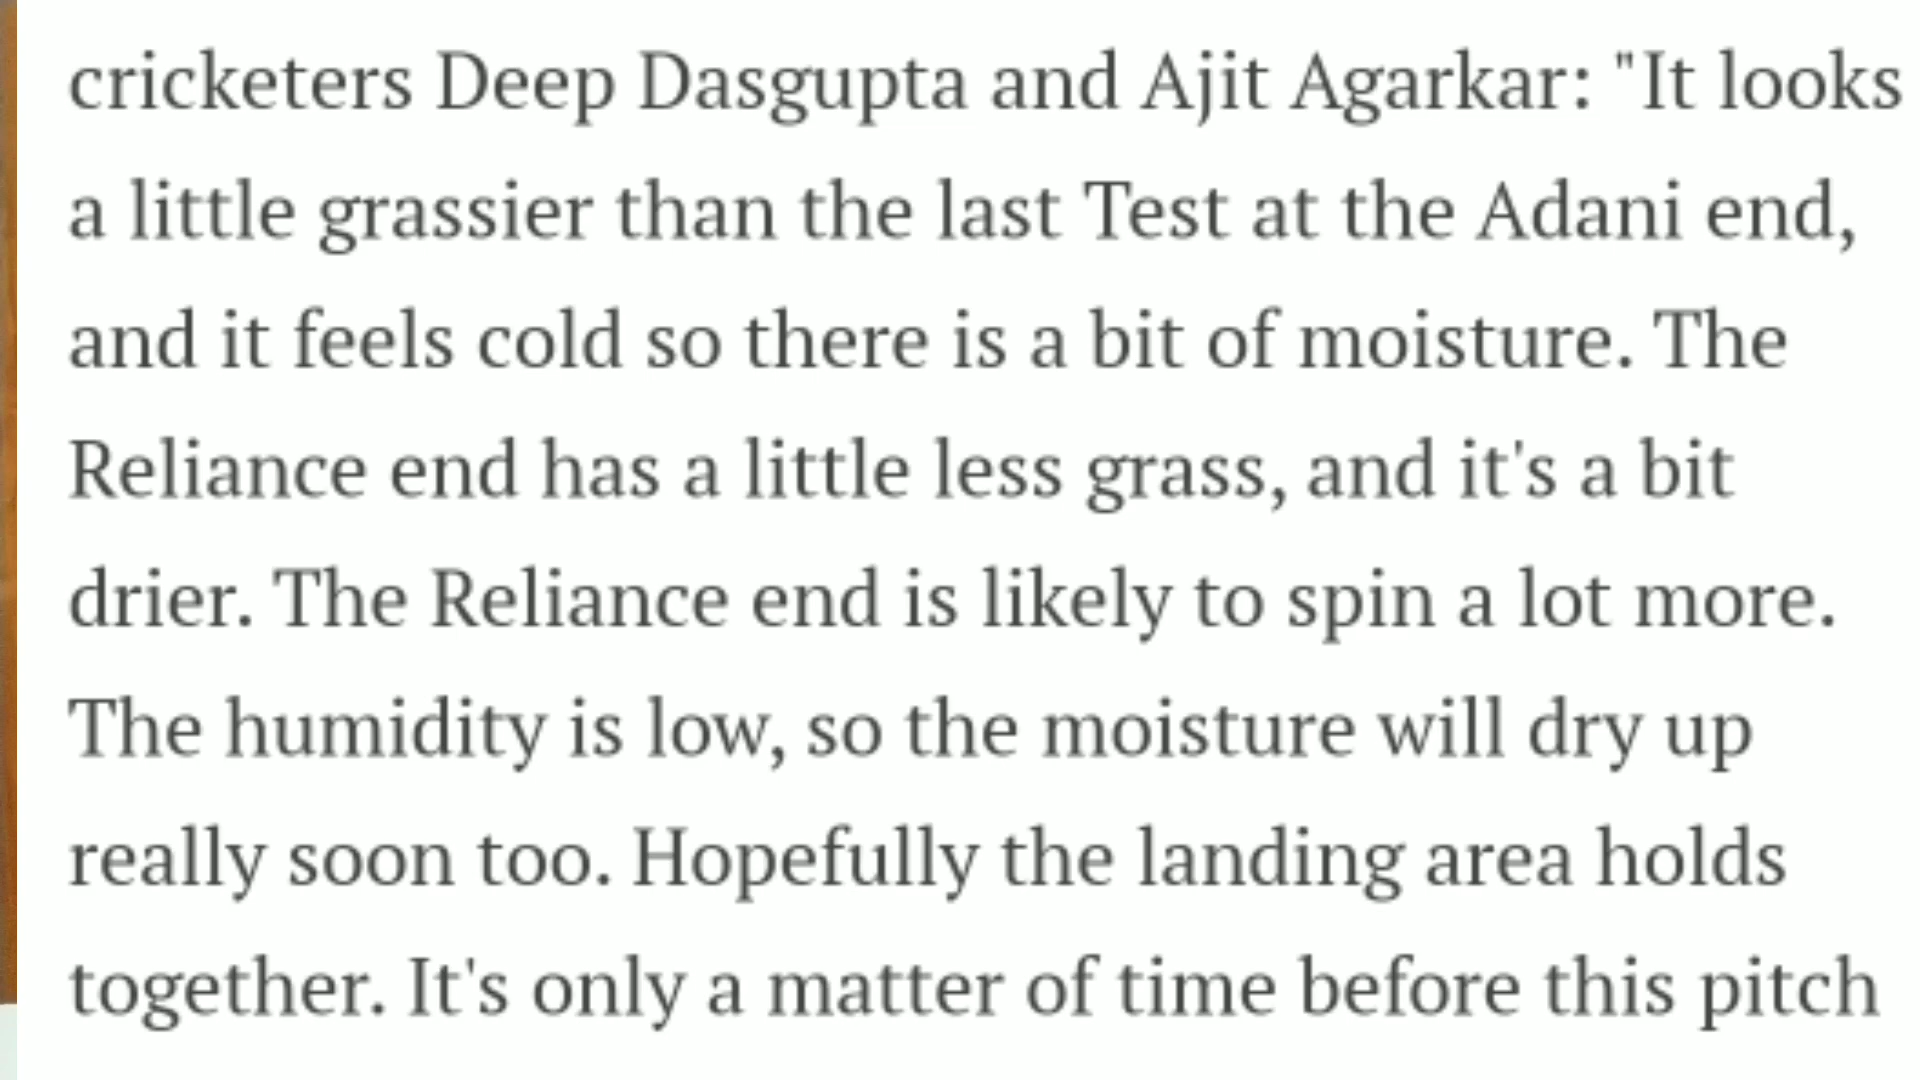 cricketers Deep Dasgupta and Ajit Agarkar: "It looks
a little grassier than the last Test at the Adani end,
and it feels cold so there is a bit of moisture. The
Reliance end has a little less grass, and it's a bit
drier. The Reliance end is likely to spin a lot more.
The humidity is low, so the moisture will dry up
really soon too. Hopefully the landing area holds
together. It's only a matter of time before this pitch